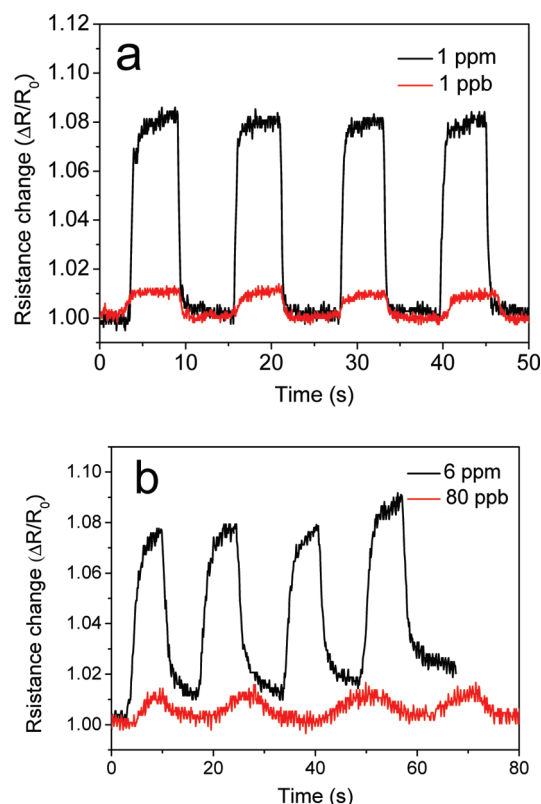 a
1 ppm
1 ppb
1.12
1.10
1.08
1.06
1.04
1.02
1.00
Rsistance change (ΔR/R₀)
0 10 20 30 40 50
Time (s)
b
6 ppm
80 ppb
1.10
1.08
1.06
1.04
1.02
1.00
Rsistance change (ΔR/R₀)
0 20 40 60 80
Time (s)